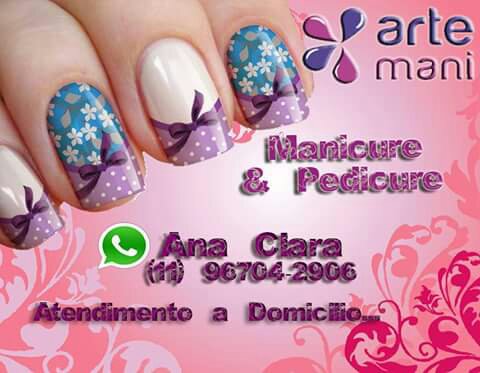 arte
mani
Manicure
& Pedicure
Ana Clara
(11) 96704-2906
Atendimento a Domicilio...